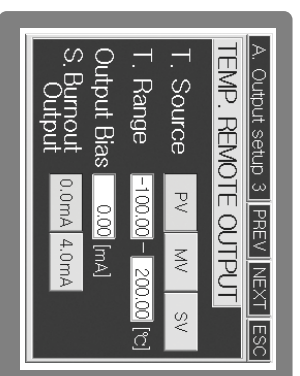 A. Output setup 3 PREV NEXT ESC
TEMP. REMOTE OUTPUT
T. Source PV MV SV
T. Range -100.00 ~ 200.00 [℃]
Output Bias 0.00 [mA]
S.Burnout Output 0.0mA 4.0mA